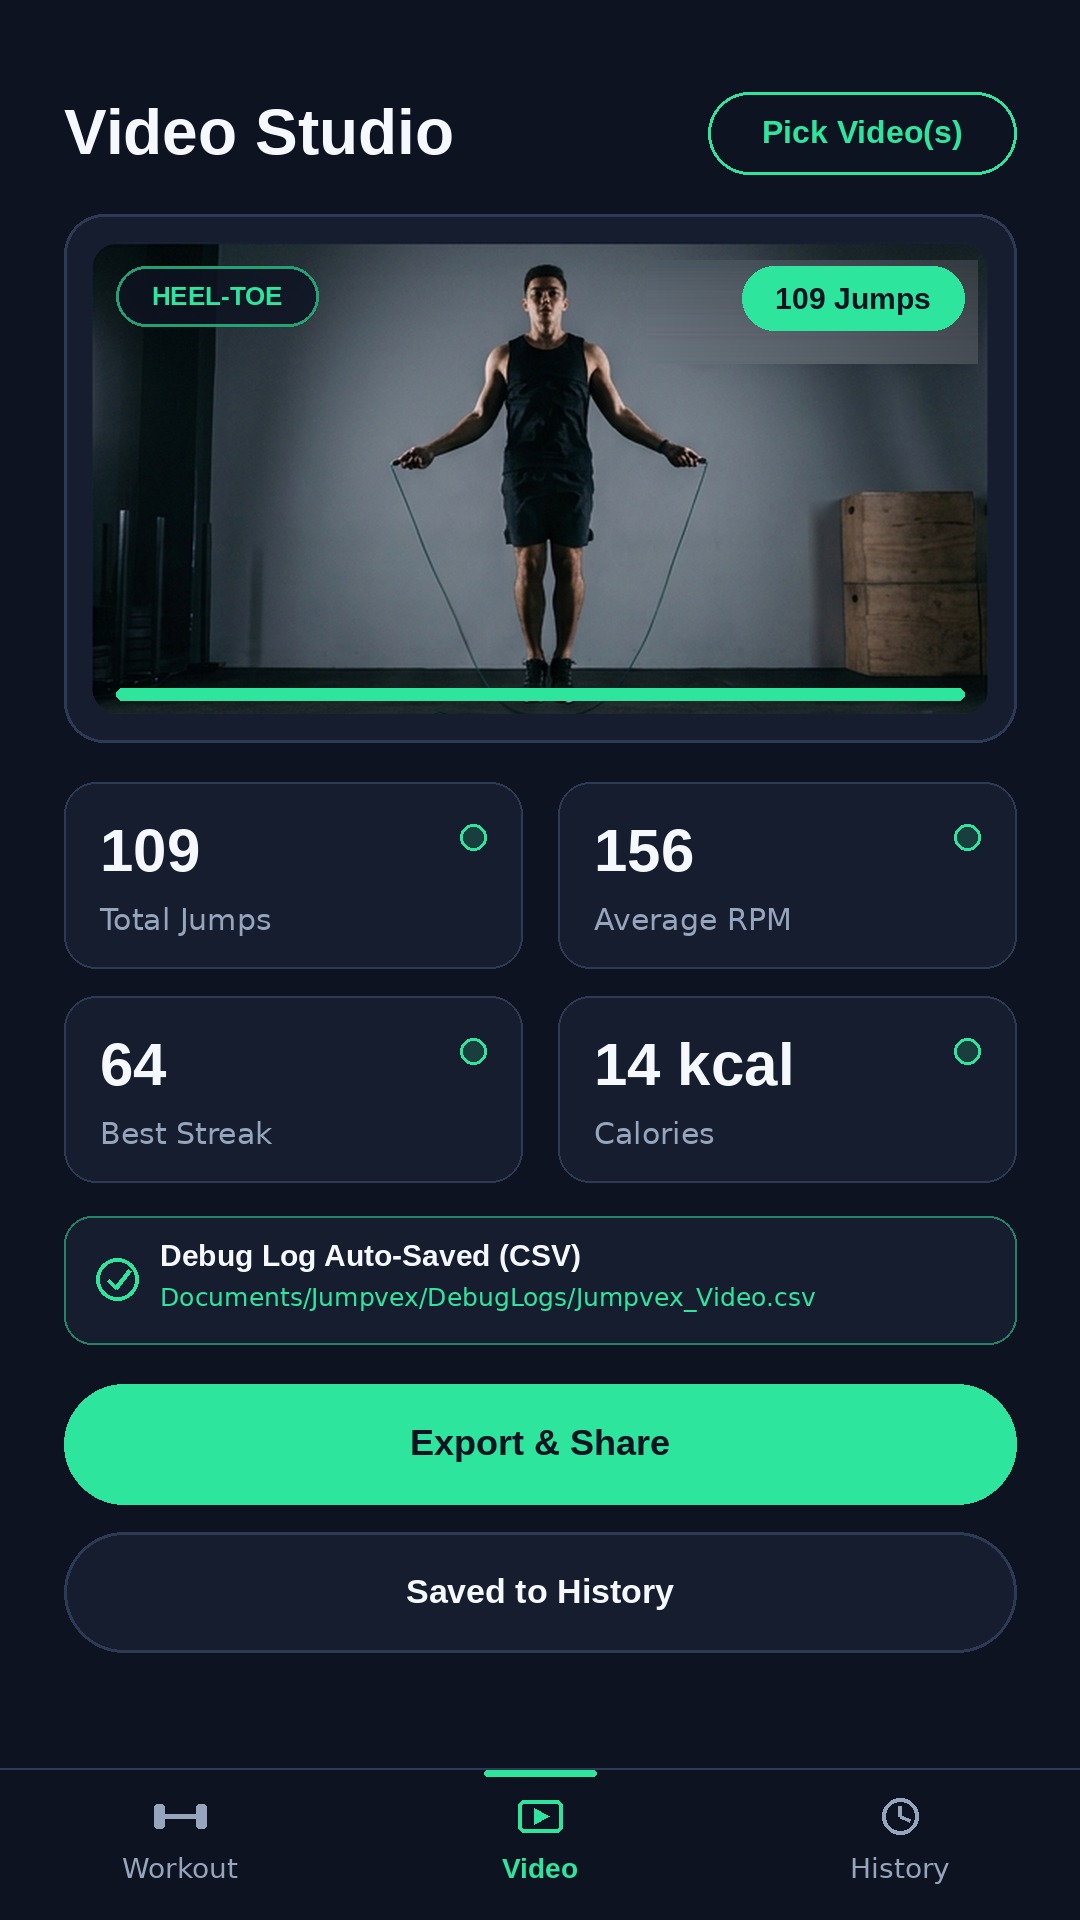 Video Studio
Pick Video(s)
HEEL-TOE
109 Jumps
109
Total Jumps
156
Average RPM
64
Best Streak
14 kcal
Calories
Debug Log Auto-Saved (CSV)
Documents/Jumpvex/DebugLogs/Jumpvex_Video.csv
Export & Share
Saved to History
Workout
Video
History